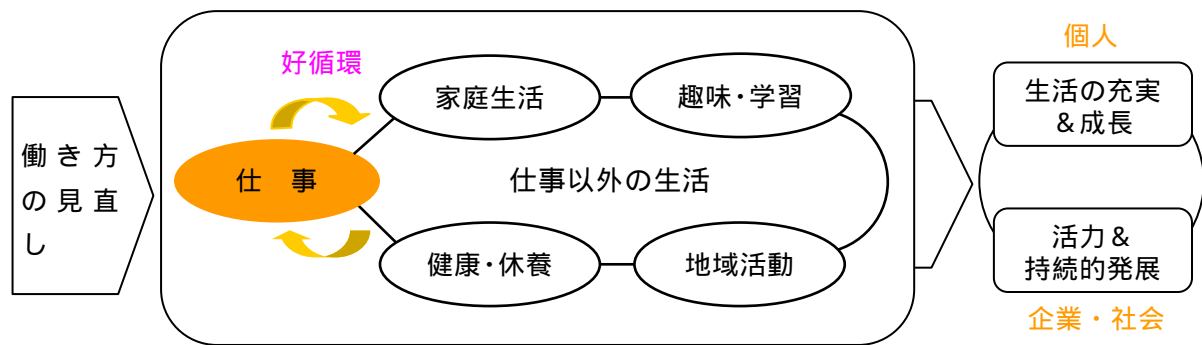 働き方
の見直
し
好循環
仕　事
家庭生活
趣味・学習
仕事以外の生活
健康・休養
地域活動
個人
生活の充実
＆成長
活力＆
持続的発展
企業・社会